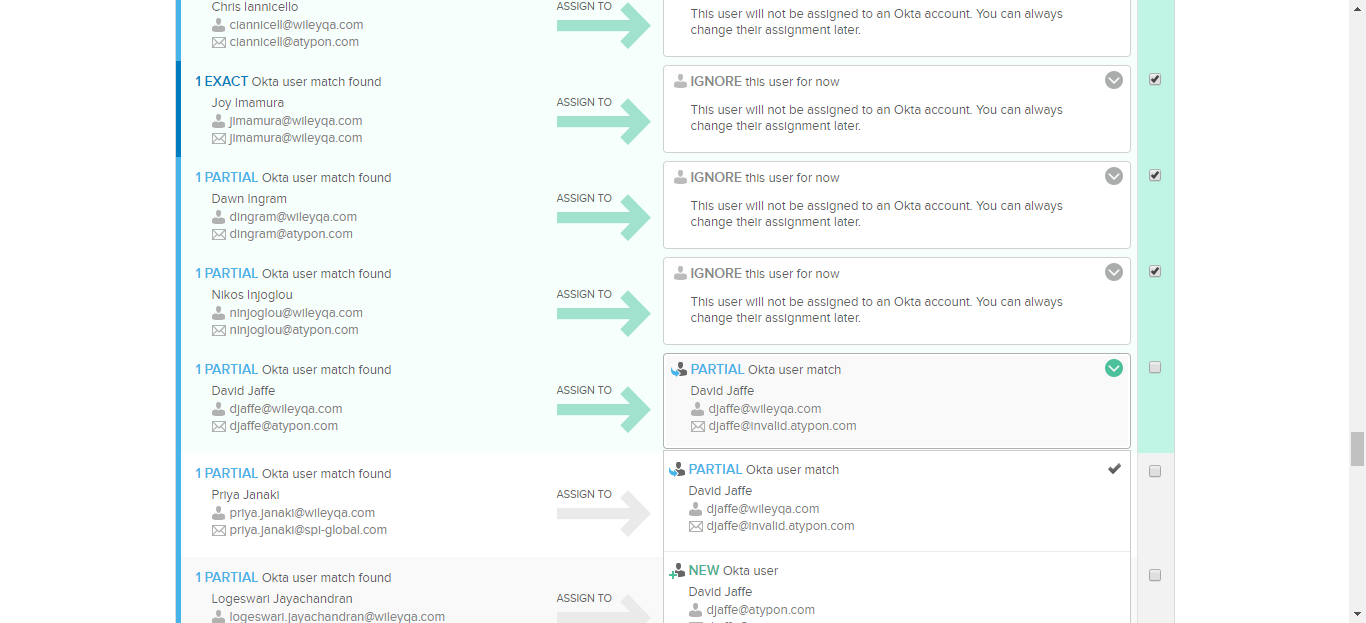 Chris Iannicello
ciannicell@wileyqa.com
ciannicell@atypon.com
ASSIGN TO
This user will not be assigned to an Okta account. You can always
change their assignment later.
1 EXACT Okta user match found
Joy Imamura
jimamura@wileyqa.com
jimamura@wileyqa.com
ASSIGN TO
IGNORE this user for now
This user will not be assigned to an Okta account. You can always
change their assignment later.
1 PARTIAL Okta user match found
Dawn Ingram
dingram@wileyqa.com
dingram@atypon.com
ASSIGN TO
IGNORE this user for now
This user will not be assigned to an Okta account. You can always
change their assignment later.
1 PARTIAL Okta user match found
Nikos Injoglou
ninjoglou@wileyqa.com
ninjoglou@atypon.com
ASSIGN TO
IGNORE this user for now
This user will not be assigned to an Okta account. You can always
change their assignment later.
1 PARTIAL Okta user match found
David Jaffe
djaffe@wileyqa.com
djaffe@atypon.com
ASSIGN TO
PARTIAL Okta user match
David Jaffe
djaffe@wileyqa.com
djaffe@invalid.atypon.com
1 PARTIAL Okta user match found
Priya Janaki
priya.janaki@wileyqa.com
priya.janaki@spi-global.com
ASSIGN TO
PARTIAL Okta user match
David Jaffe
djaffe@wileyqa.com
djaffe@invalid.atypon.com
1 PARTIAL Okta user match found
Logeswari Jayachandran
logeswari.jayachandran@wileyqa.com
ASSIGN TO
NEW Okta user
David Jaffe
djaffe@atypon.com